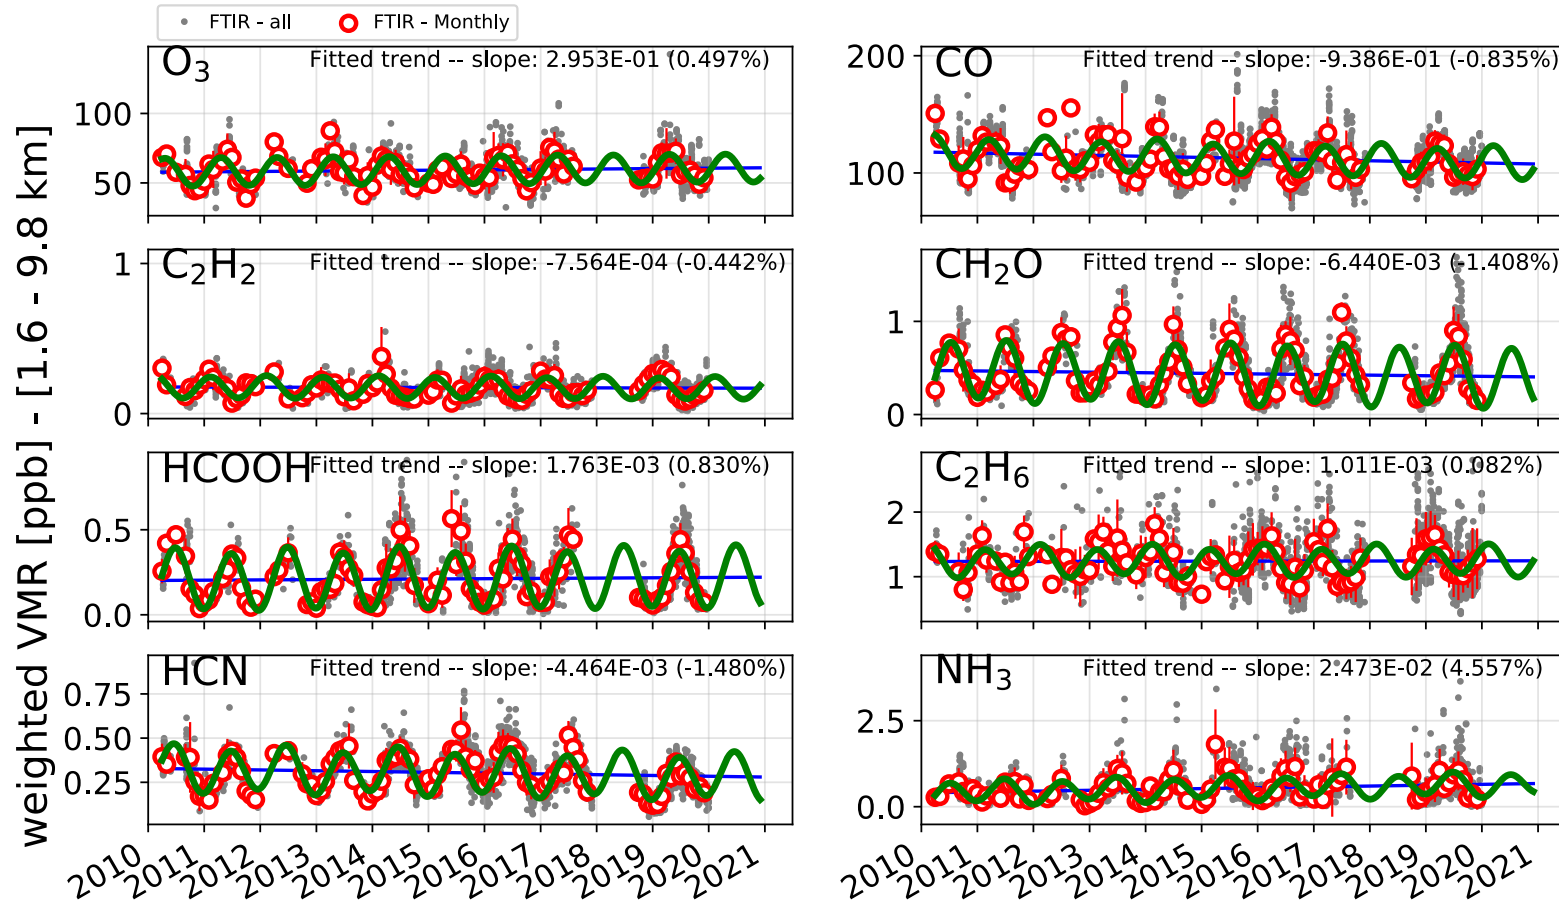 FTIR - all FTIR - Monthly
weighted VMR [ppb] - [1.6 - 9.8 km]
O3 Fitted trend -- slope: 2.953E-01 (0.497%)
100
50
CO Fitted trend -- slope: -9.386E-01 (-0.835%)
200
100
C2H2 Fitted trend -- slope: -7.564E-04 (-0.442%)
1
0
CH2O Fitted trend -- slope: -6.440E-03 (-1.408%)
1
0
HCOOH Fitted trend -- slope: 1.763E-03 (0.830%)
0.5
0.0
C2H6 Fitted trend -- slope: 1.011E-03 (0.082%)
2
1
HCN Fitted trend -- slope: -4.464E-03 (-1.480%)
0.75
0.50
0.25
NH3 Fitted trend -- slope: 2.473E-02 (4.557%)
2.5
0.0
2010 2011 2012 2013 2014 2015 2016 2017 2018 2019 2020 2021
2010 2011 2012 2013 2014 2015 2016 2017 2018 2019 2020 2021